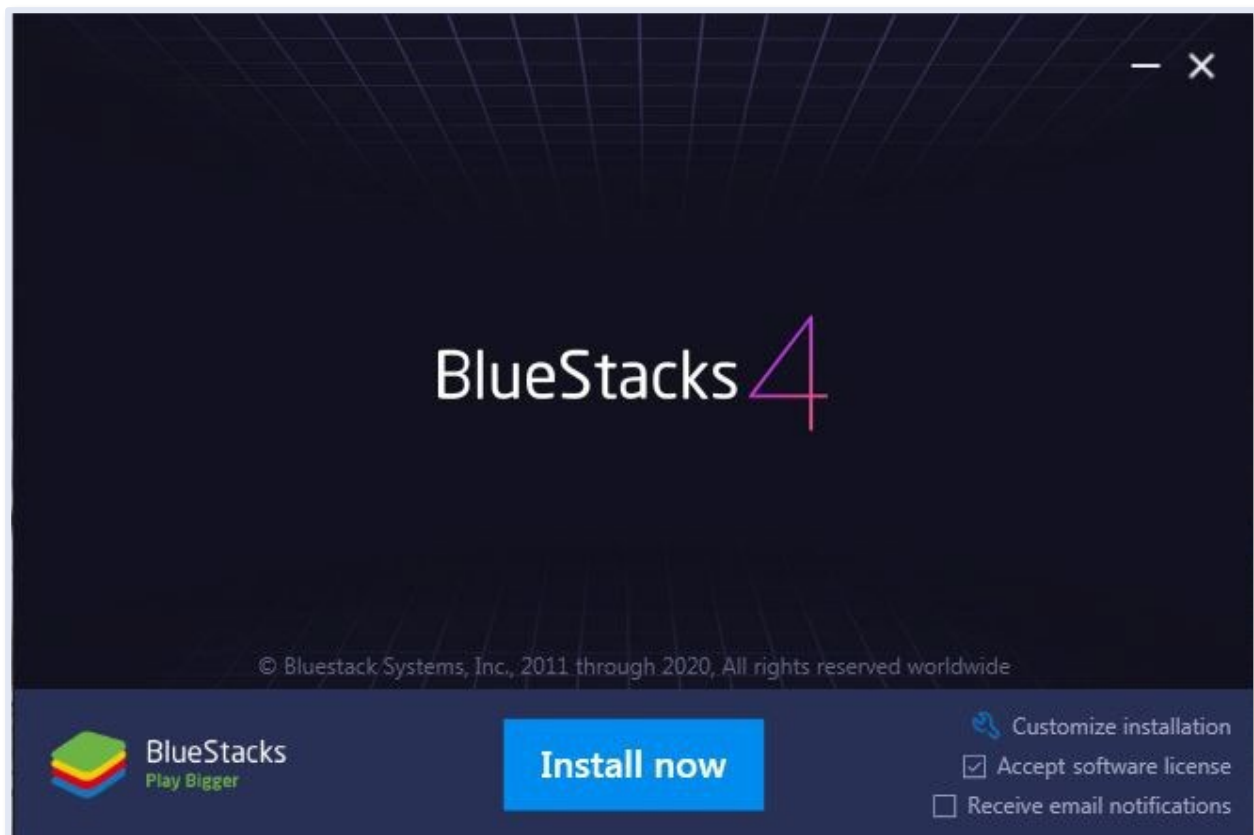 BlueStacks 4
© Bluestack Systems, Inc., 2011 through 2020, All rights reserved worldwide
BlueStacks
Play Bigger
Install now
Customize installation
Accept software license
Receive email notifications